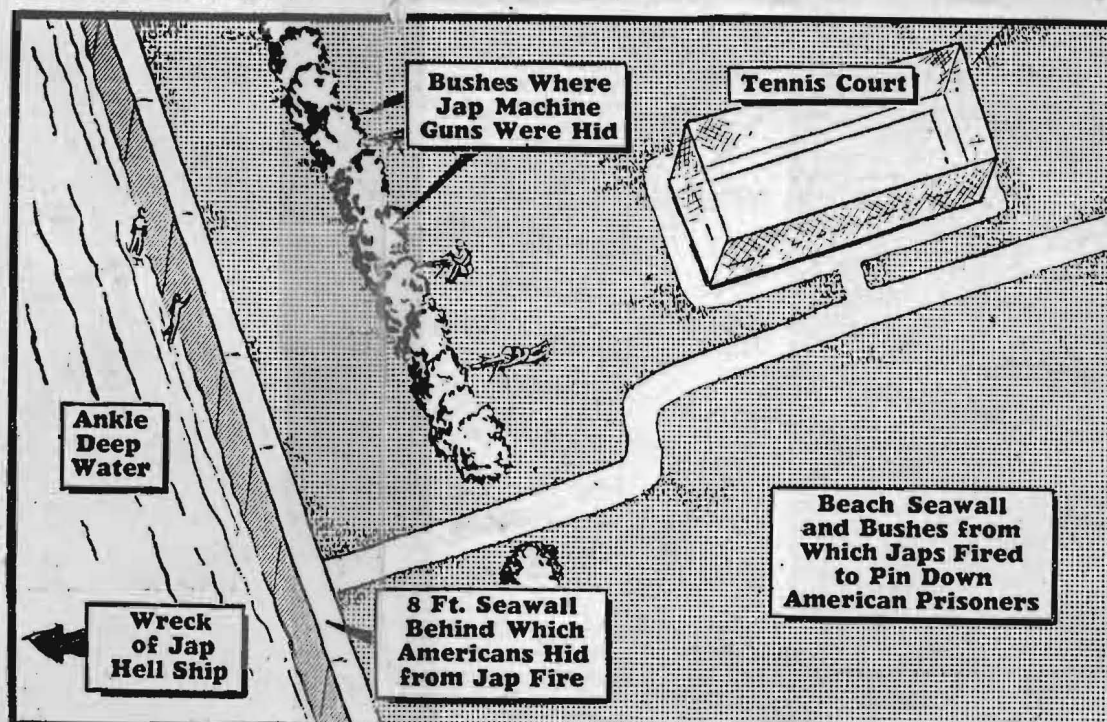 Bushes Where
Jap Machine
Guns Were Hid
Tennis Court
Ankle
Deep
Water
Beach Seawall
and Bushes from
Which Japs Fired
to Pin Down
American Prisoners
Wreck
of Jap
Hell Ship
8 Ft. Seawall
Behind Which
Americans Hid
from Jap Fire